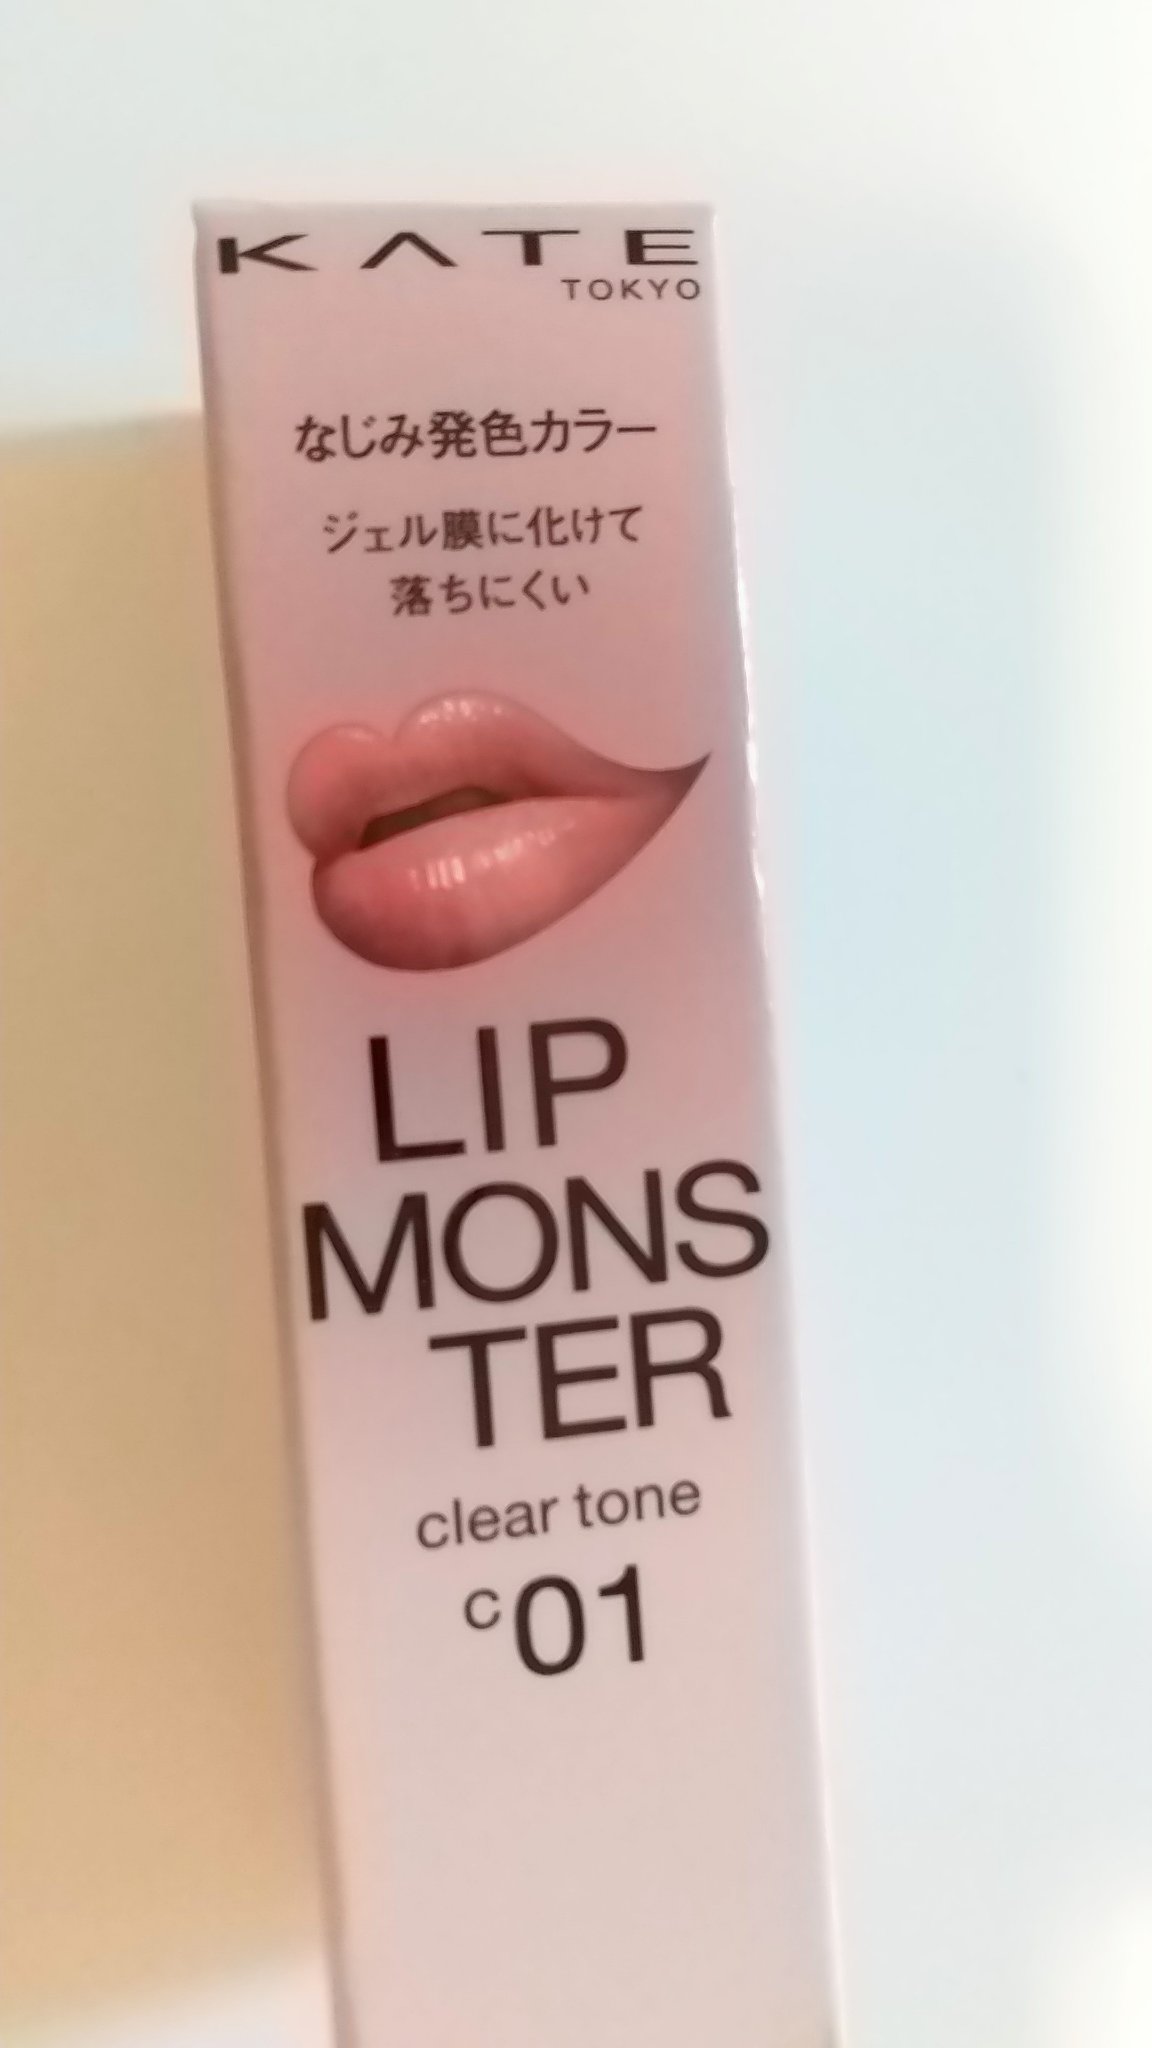 KATE
TOKYO
なじみ発色カラー
ジェル膜に化けて
落ちにくい
LIP
MONS
TER
clear tone
c01